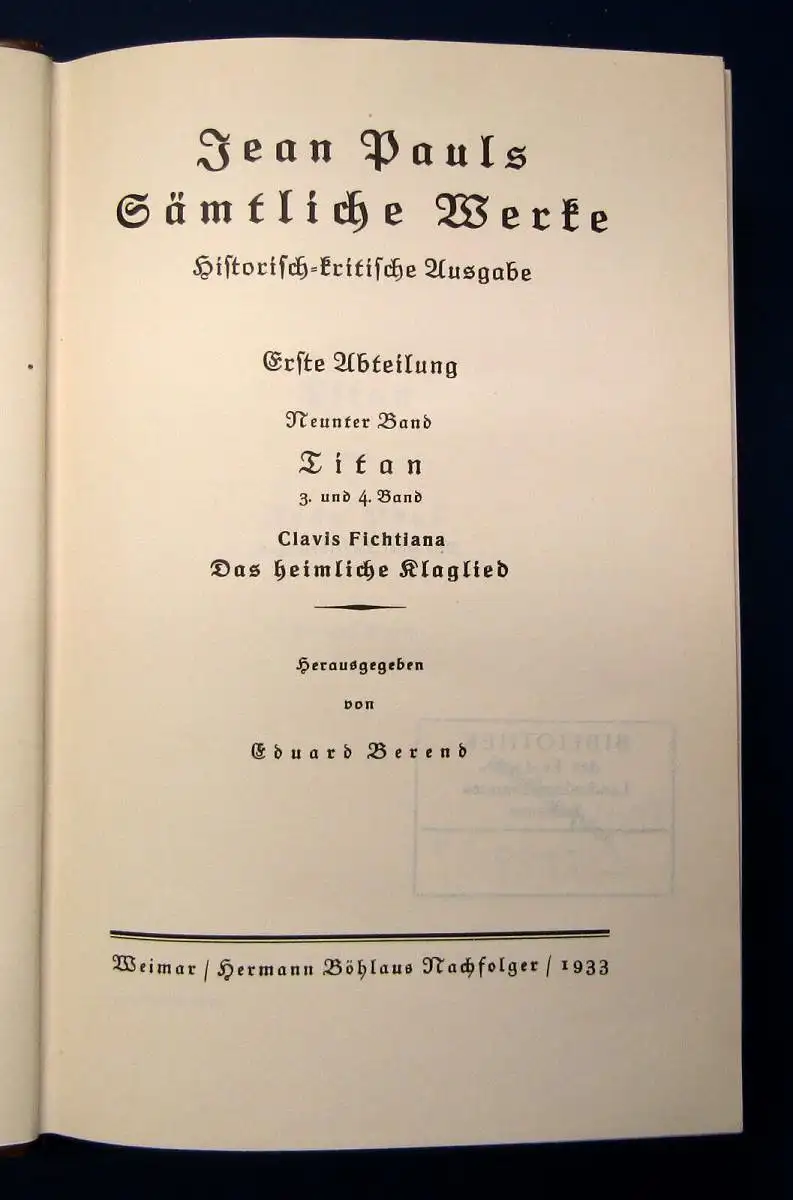 Jean Pauls
Sämtliche Werke
Historisch-kritische Ausgabe
Erste Abteilung
Neunter Band
Titan
3. und 4. Band
Clavis Fichtiana
Das heimliche Klaglied
Herausgegeben
von
Eduard Berend
BIBLIOTHEK
Weimar / Hermann Böhlaus Nachfolger / 1933